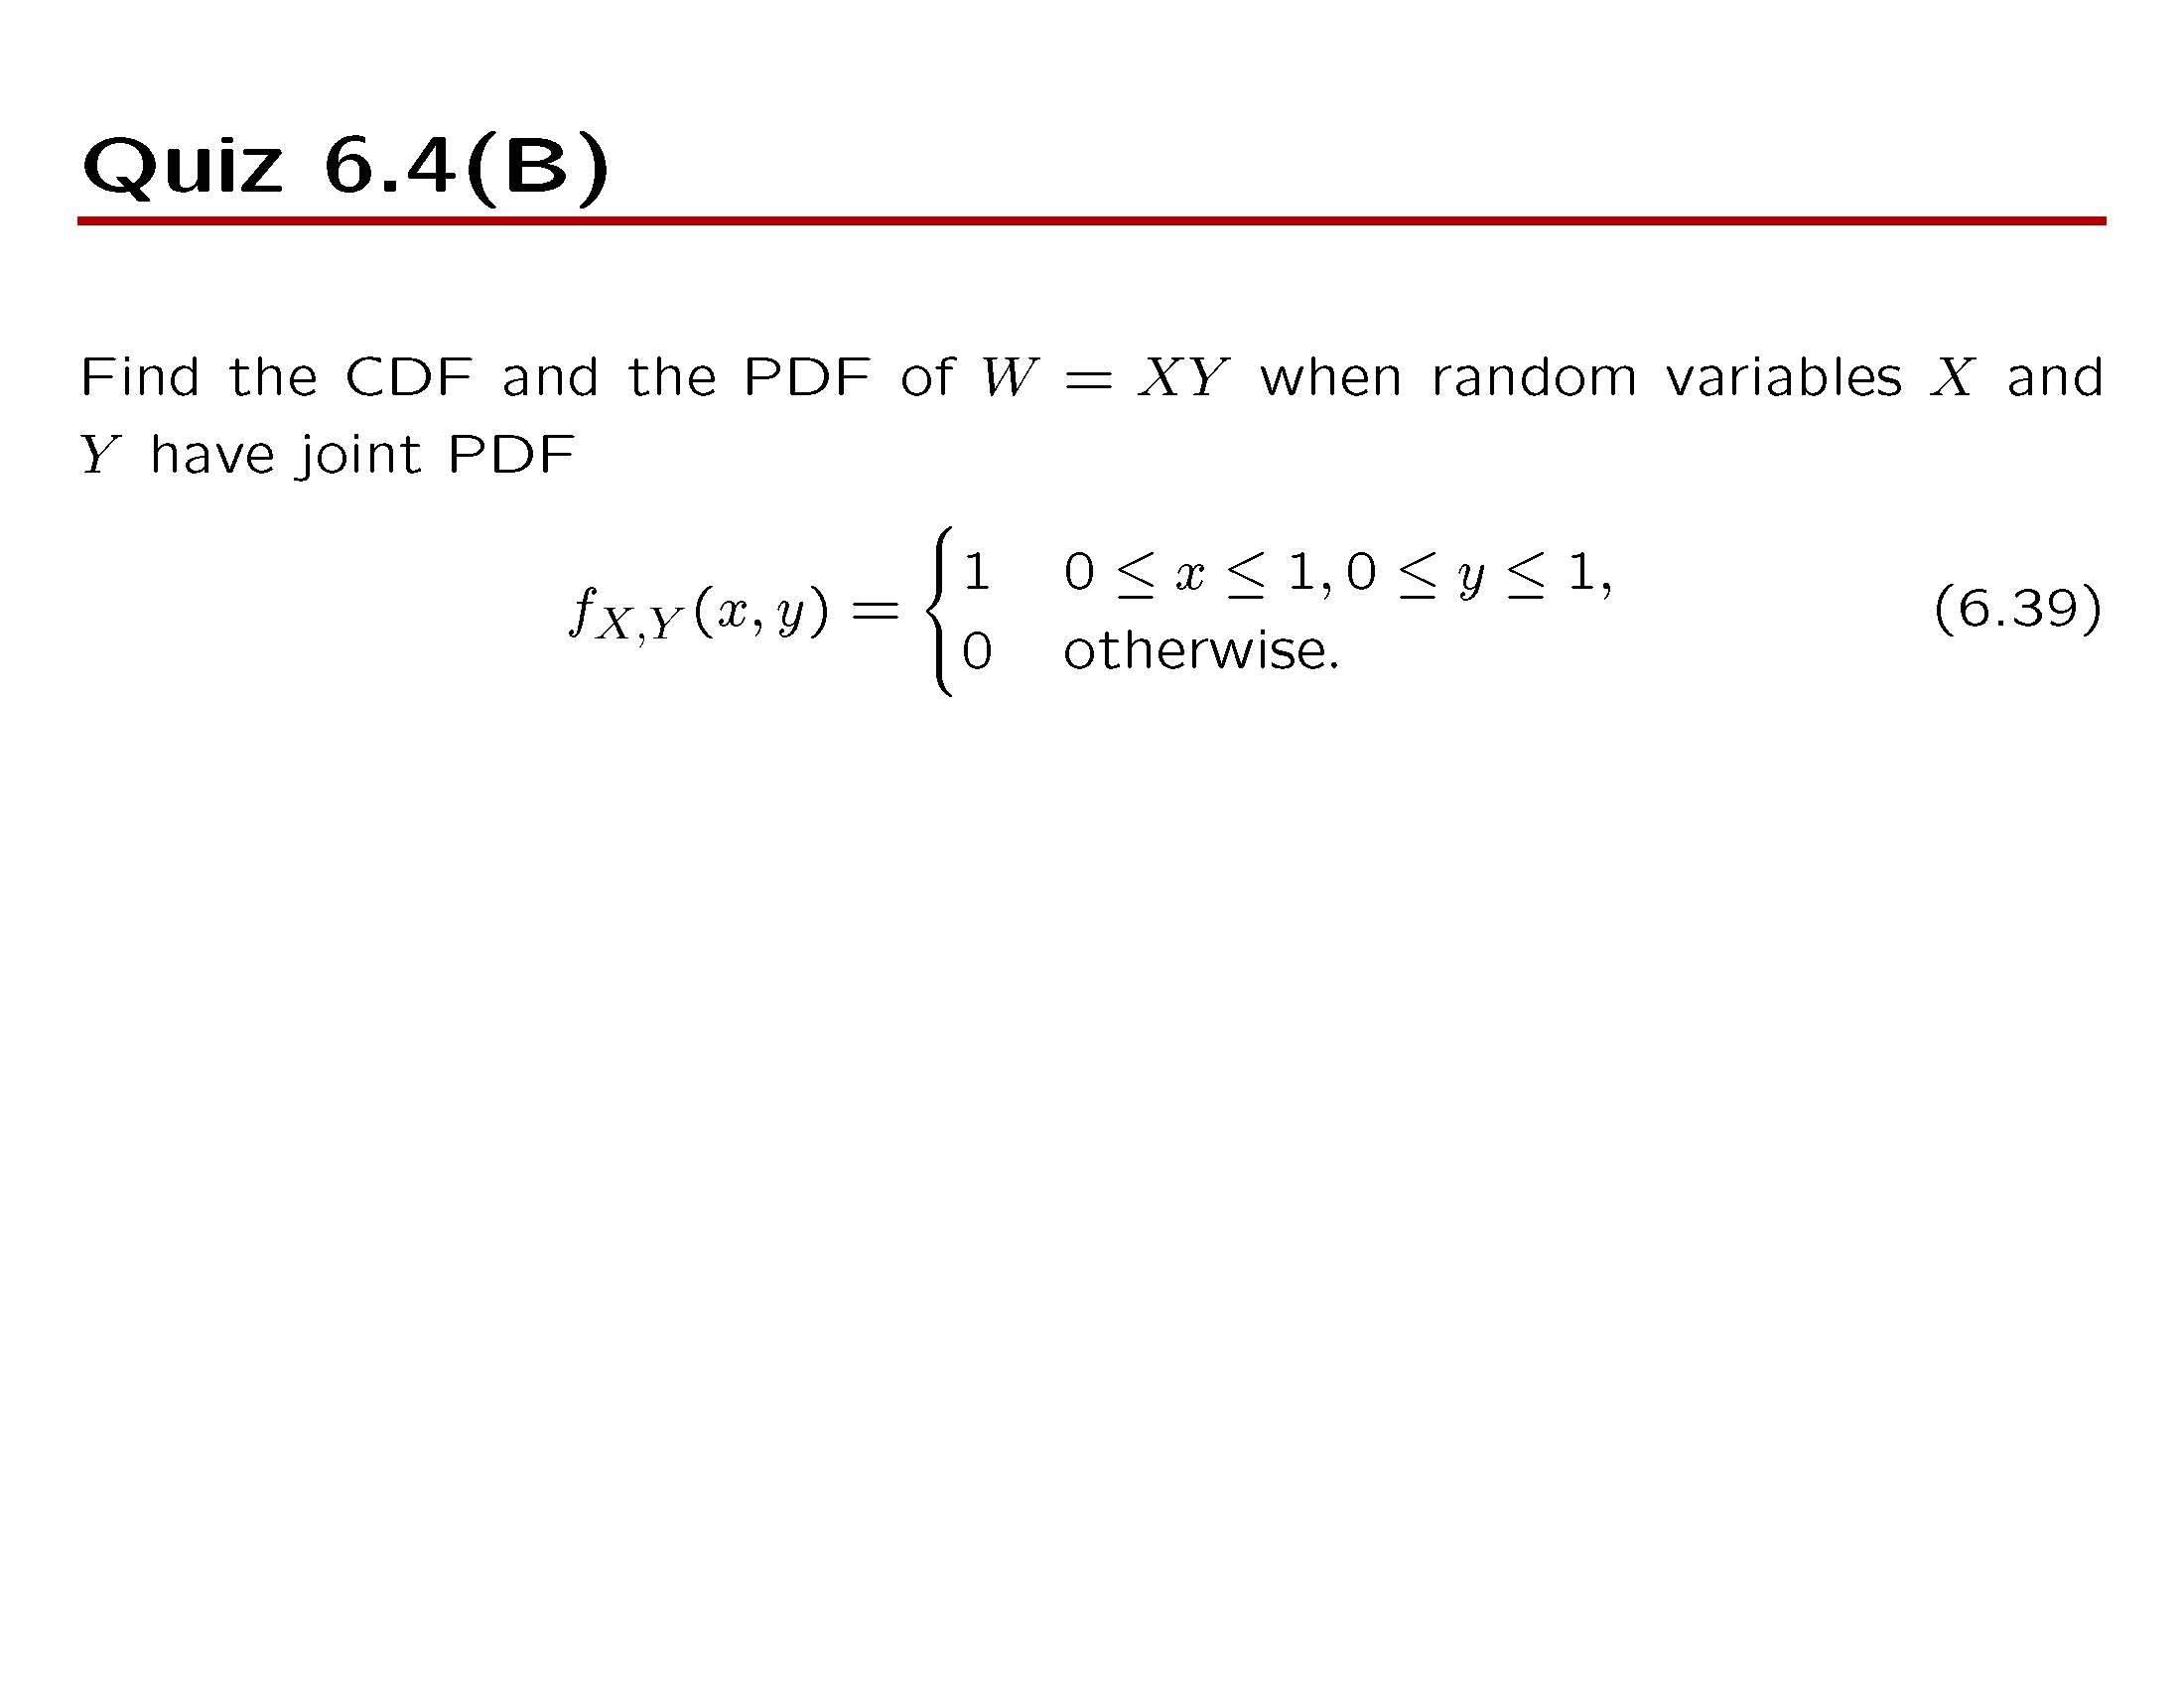 Quiz 6.4(B)
Find the CDF and the PDF of W = XY when random variables X and
Y have joint PDF
f_{X,Y}(x, y) = { 1 0 ≤ x ≤ 1, 0 ≤ y ≤ 1,
0 otherwise.
(6.39)